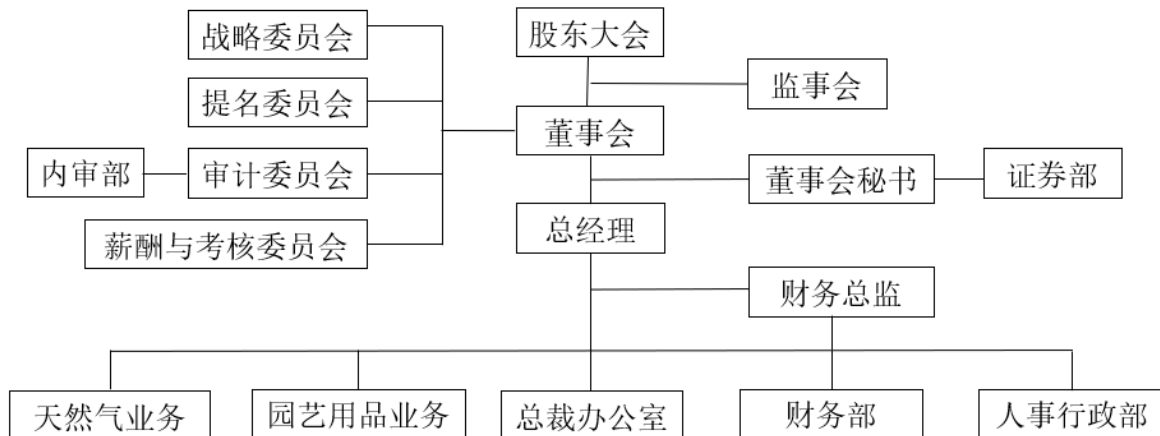 战略委员会
股东大会
监事会
提名委员会
董事会
内审部
审计委员会
董事会秘书
证券部
总经理
薪酬与考核委员会
财务总监
天然气业务
园艺用品业务
总裁办公室
财务部
人事行政部